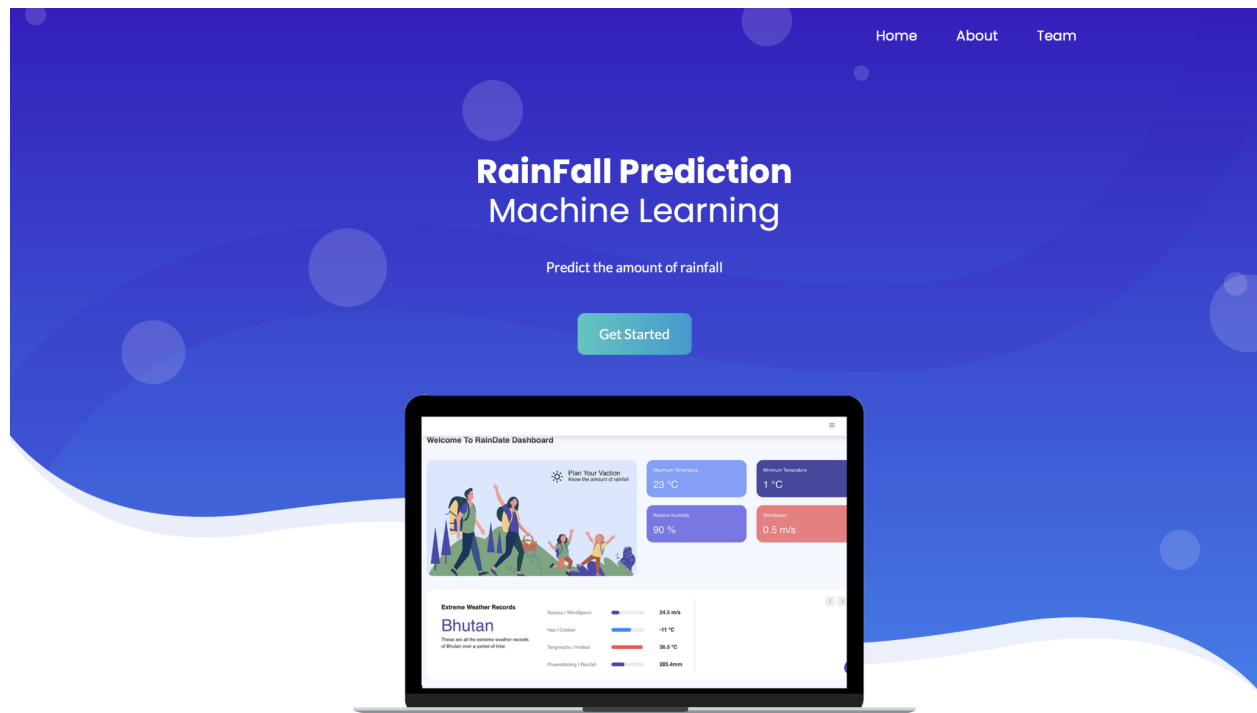 Home About Team
RainFall Prediction
Machine Learning
Predict the amount of rainfall
Get Started
Welcome To RainDate Dashboard
Plan Your Vaction
Know the amount of rainfall
Maximum Temprature
23 °C
Minimum Temprature
1 °C
Relative Humidity
90 %
WindSpeed
0.5 m/s
Extreme Weather Records
Bhutan
These are all the extreme weather records
of Bhutan over a period of time.
WindSpeed 24.5 m/s
Haa / Coldest -11 °C
Tangmachu / Hottest 36.5 °C
Phuentsholing / Rainfall 285.4mm